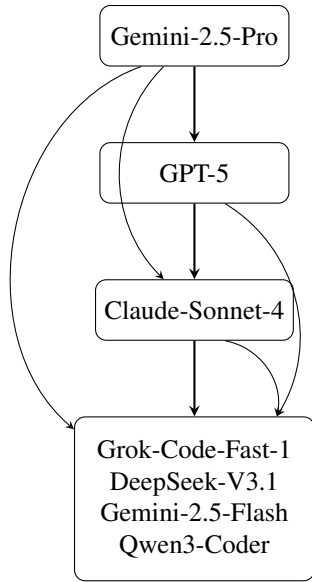 Gemini-2.5-Pro
GPT-5
Claude-Sonnet-4
Grok-Code-Fast-1
DeepSeek-V3.1
Gemini-2.5-Flash
Qwen3-Coder